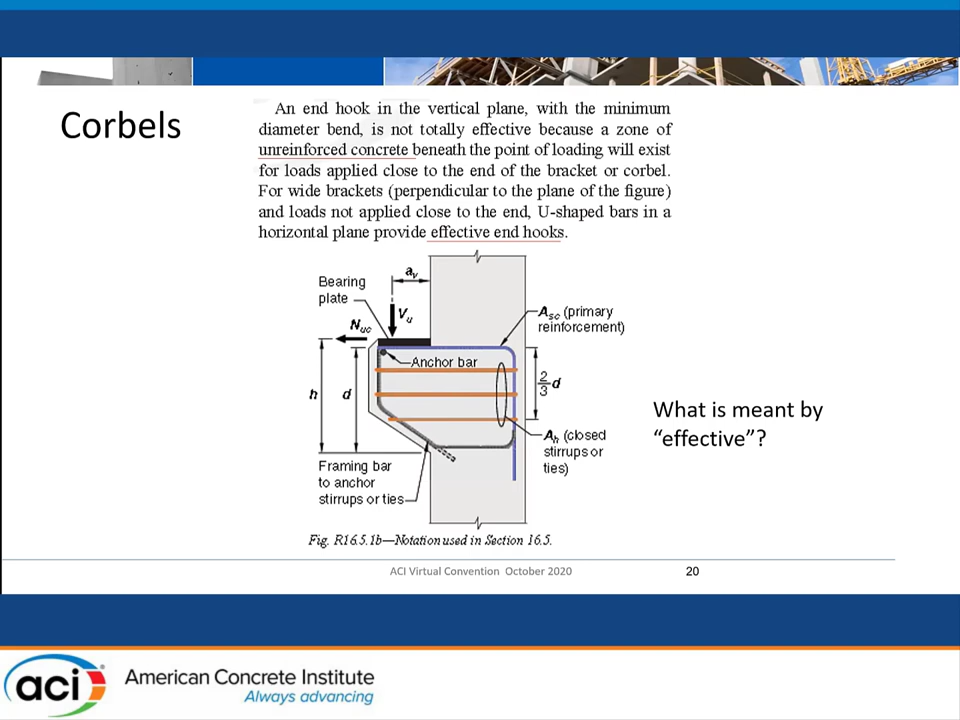 Corbels
An end hook in the vertical plane, with the minimum
diameter bend, is not totally effective because a zone of
unreinforced concrete beneath the point of loading will exist
for loads applied close to the end of the bracket or corbel.
For wide brackets (perpendicular to the plane of the figure)
and loads not applied close to the end, U-shaped bars in a
horizontal plane provide effective end hooks.
av
Bearing
plate
Vu
Nuc
Asc (primary
reinforcement)
Anchor bar
h
d
2/3 d
What is meant by
“effective”?
Ah (closed
stirrups or
ties)
Framing bar
to anchor
stirrups or ties
Fig. R16.5.1b—Notation used in Section 16.5.
ACI Virtual Convention October 2020
20
aci
American Concrete Institute
Always advancing